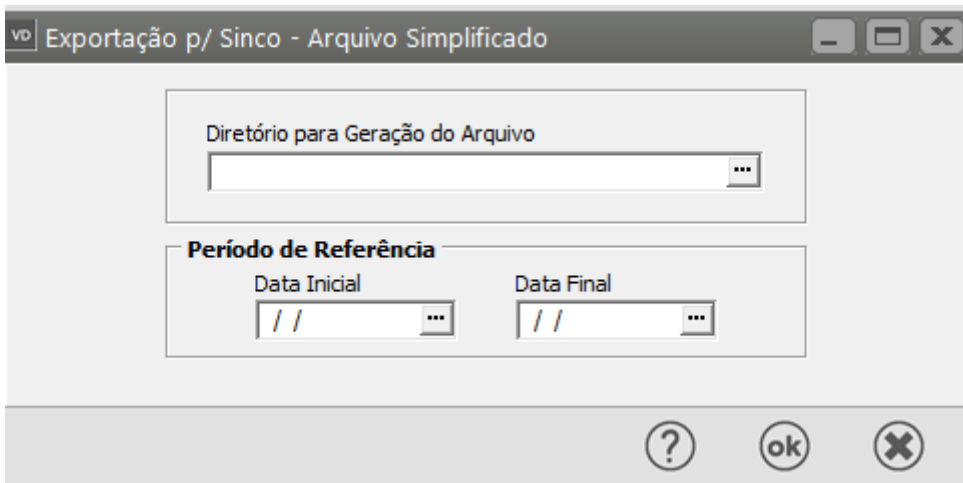 VD Exportação p/ Sinco - Arquivo Simplificado
Diretório para Geração do Arquivo
...
Período de Referência
Data Inicial Data Final
/ / ... / / ...
? ok